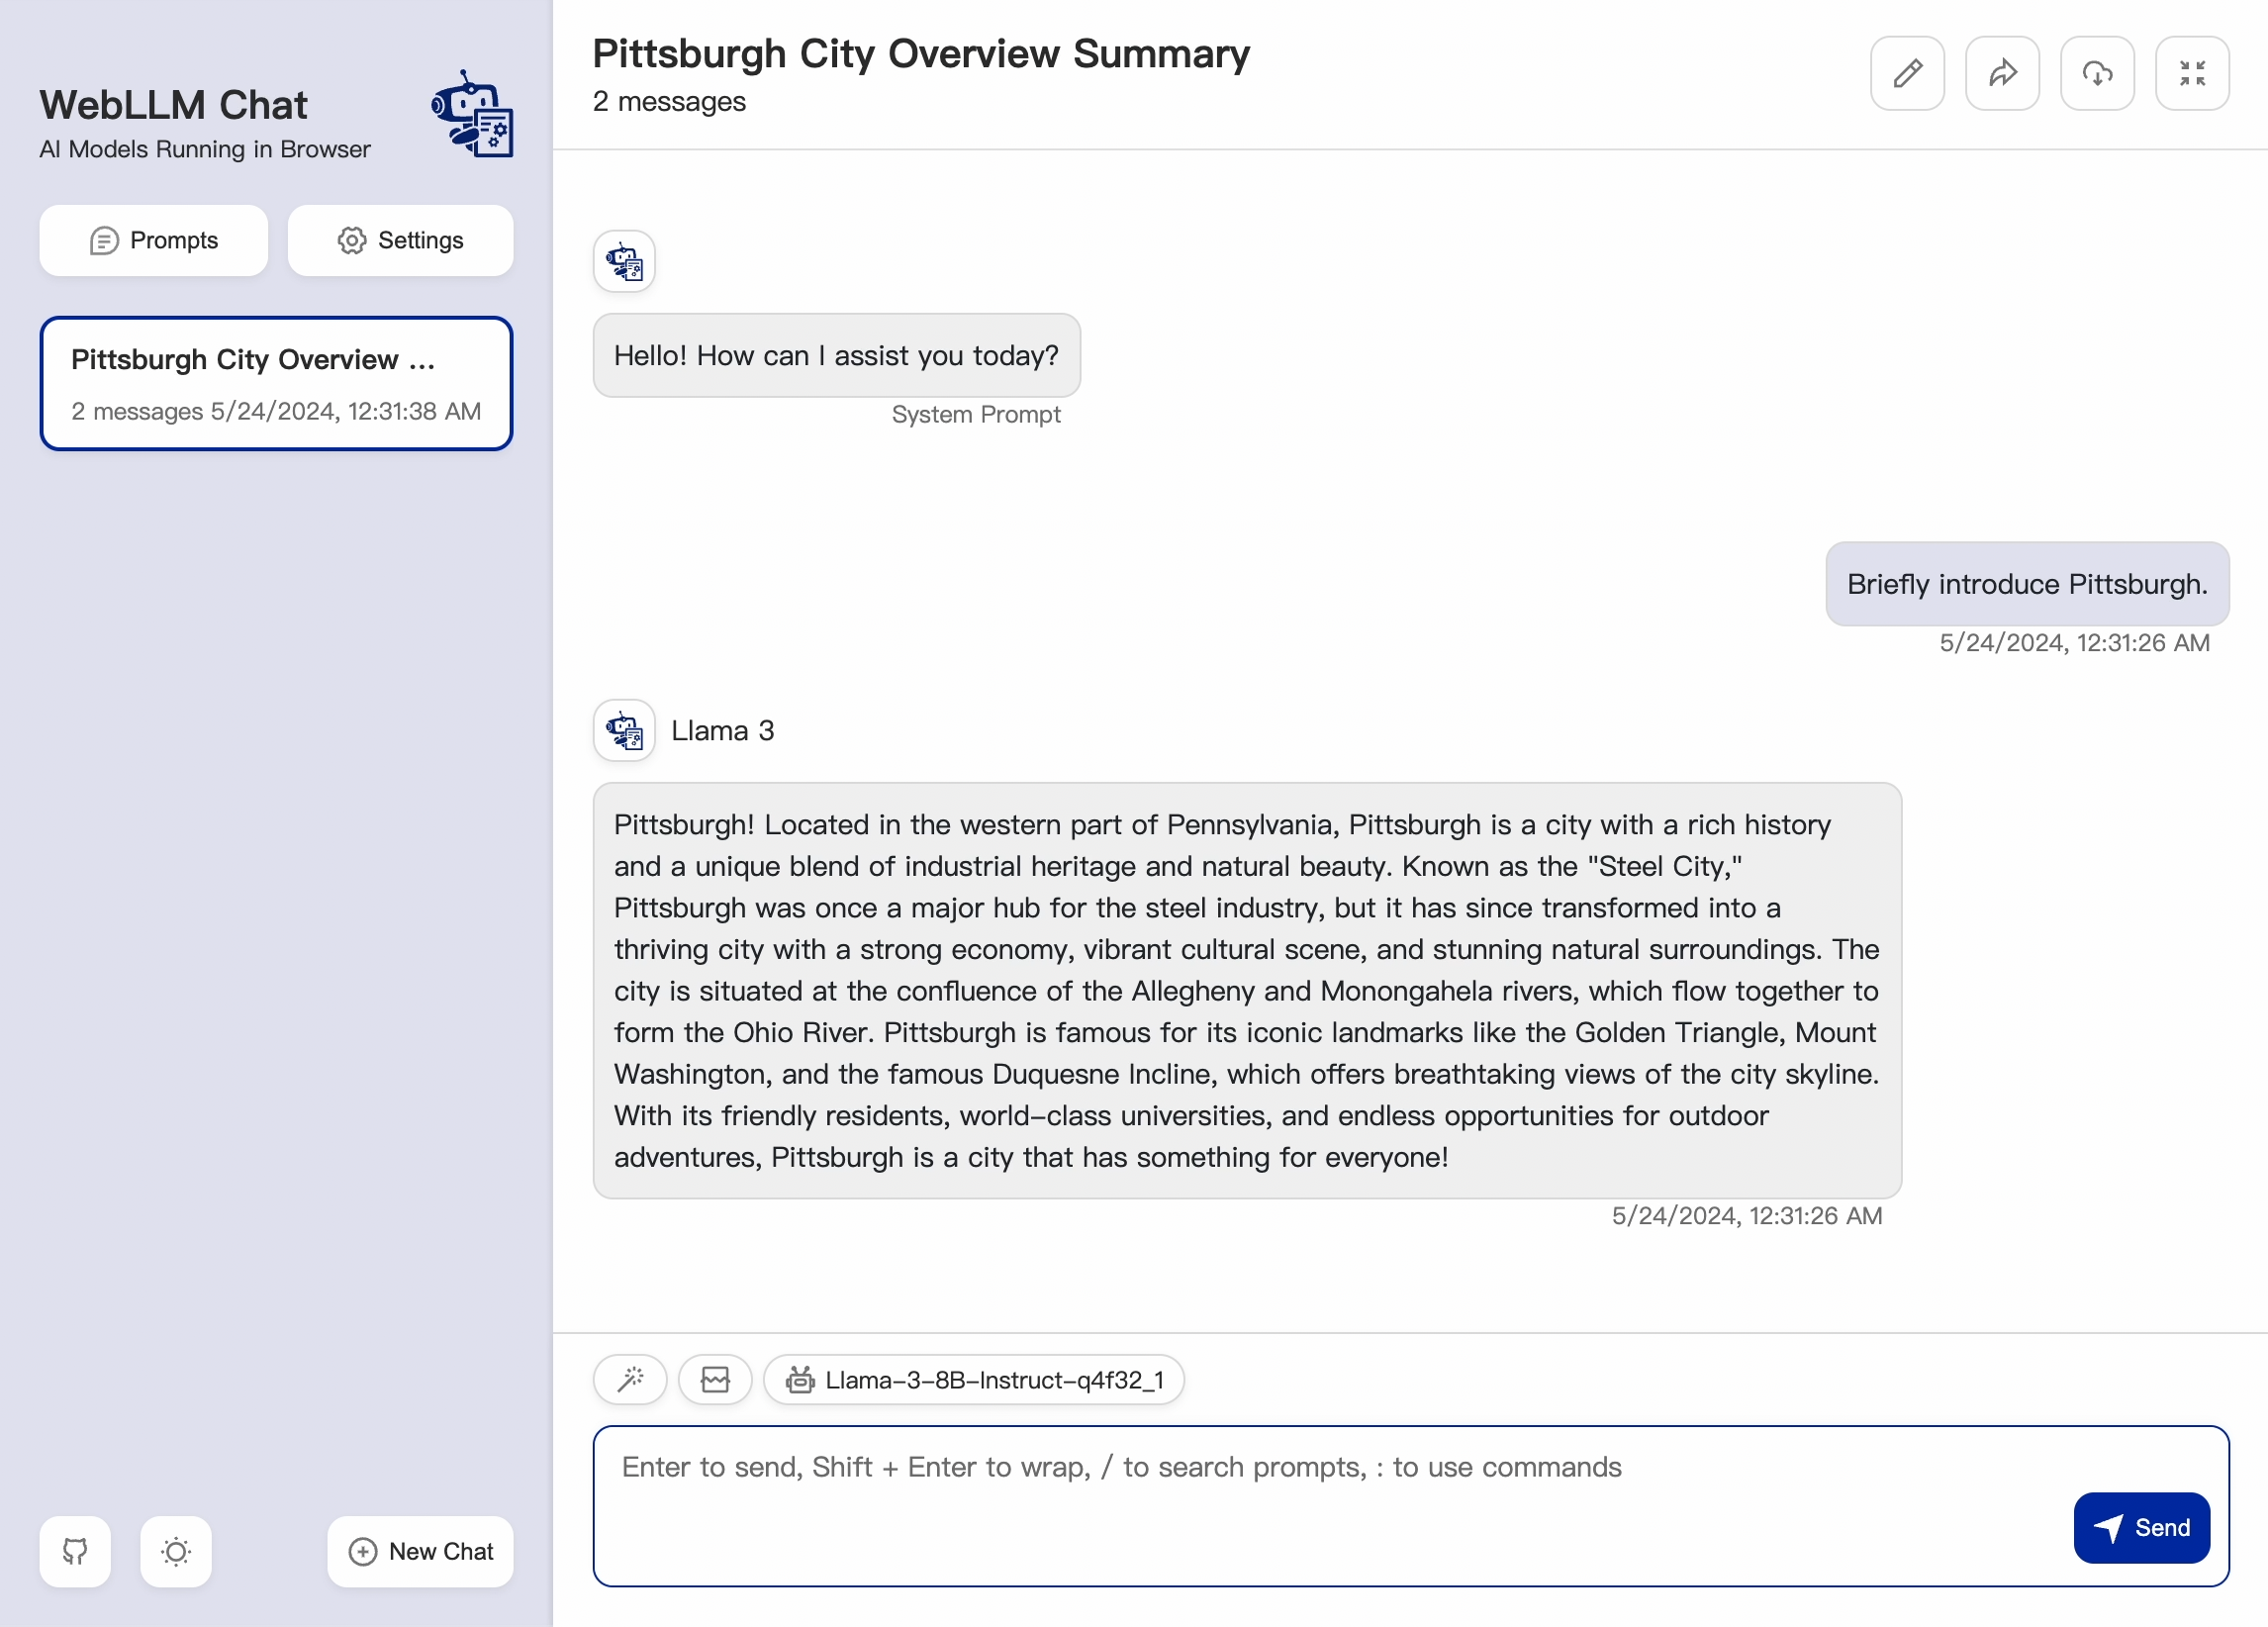 WebLLM Chat
AI Models Running in Browser
Prompts
Settings
Pittsburgh City Overview ...
2 messages 5/24/2024, 12:31:38 AM
New Chat
Pittsburgh City Overview Summary
2 messages
Hello! How can I assist you today?
System Prompt
Briefly introduce Pittsburgh.
5/24/2024, 12:31:26 AM
Llama 3
Pittsburgh! Located in the western part of Pennsylvania, Pittsburgh is a city with a rich history
and a unique blend of industrial heritage and natural beauty. Known as the "Steel City,"
Pittsburgh was once a major hub for the steel industry, but it has since transformed into a
thriving city with a strong economy, vibrant cultural scene, and stunning natural surroundings. The
city is situated at the confluence of the Allegheny and Monongahela rivers, which flow together to
form the Ohio River. Pittsburgh is famous for its iconic landmarks like the Golden Triangle, Mount
Washington, and the famous Duquesne Incline, which offers breathtaking views of the city skyline.
With its friendly residents, world-class universities, and endless opportunities for outdoor
adventures, Pittsburgh is a city that has something for everyone!
5/24/2024, 12:31:26 AM
Llama-3-8B-Instruct-q4f32_1
Enter to send, Shift + Enter to wrap, / to search prompts, : to use commands
Send